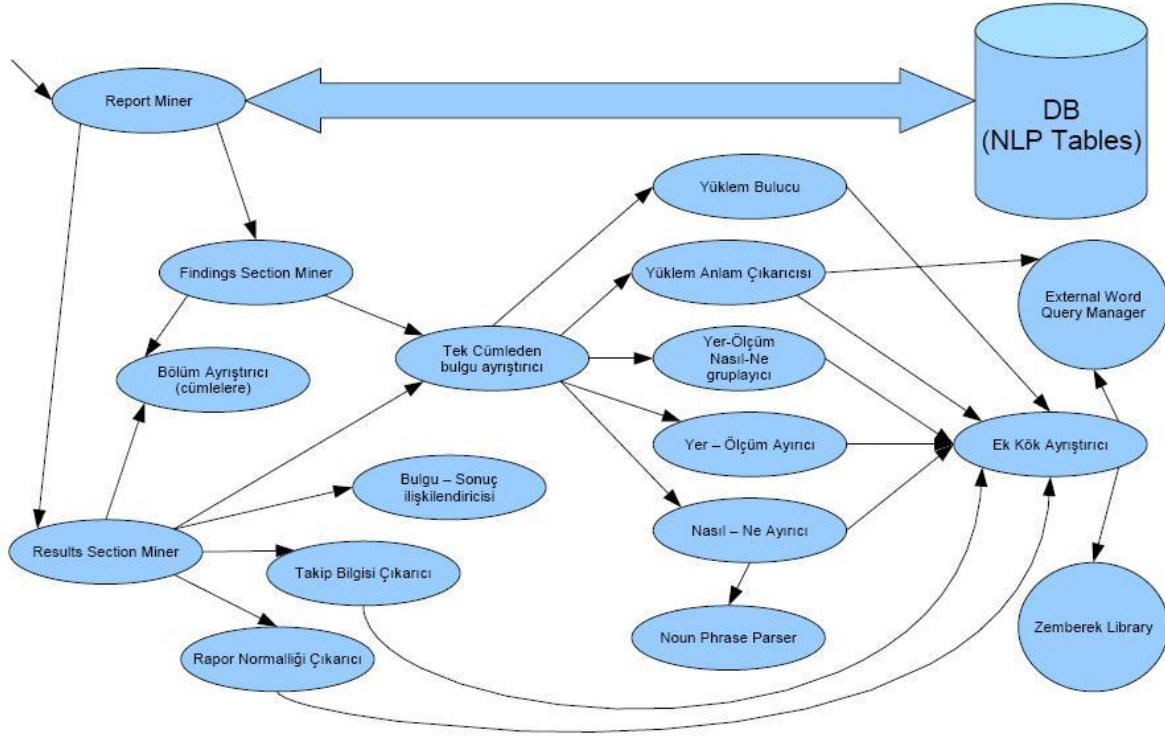 Report Miner
DB
(NLP Tables)
Yüklem Bulucu
Findings Section Miner
Yüklem Anlam Çıkarıcısı
External Word
Query Manager
Tek Cümleden
bulgu ayrıştırıcı
Yer-Ölçüm
Nasıl-Ne
gruplayıcı
Bölüm Ayrıştırıcı
(cümlelere)
Yer – Ölçüm Ayırıcı
Ek Kök Ayrıştırıcı
Bulgu – Sonuç
ilişkilendiricisi
Nasıl – Ne Ayırıcı
Results Section Miner
Takip Bilgisi Çıkarıcı
Noun Phrase Parser
Zemberek Library
Rapor Normalliği Çıkarıcı